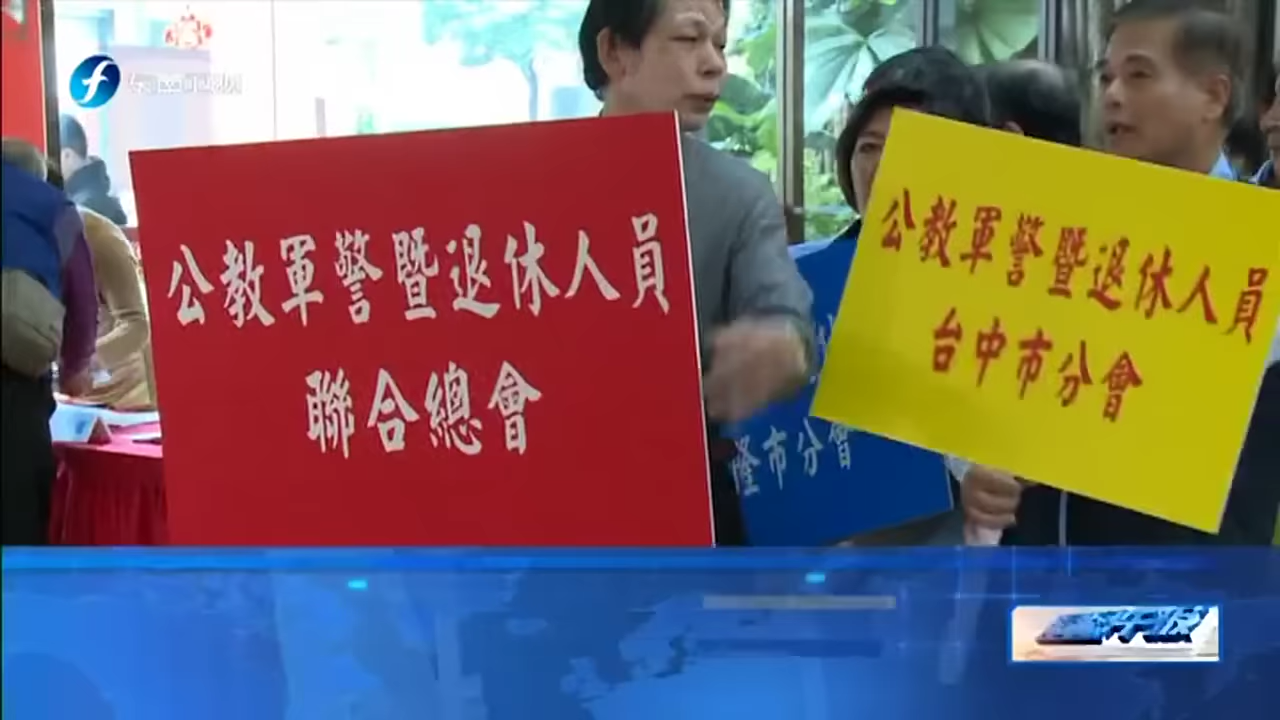 公教軍警暨退休人員
聯合總會
公教軍警暨退休人員
台中市分會
隆市分會